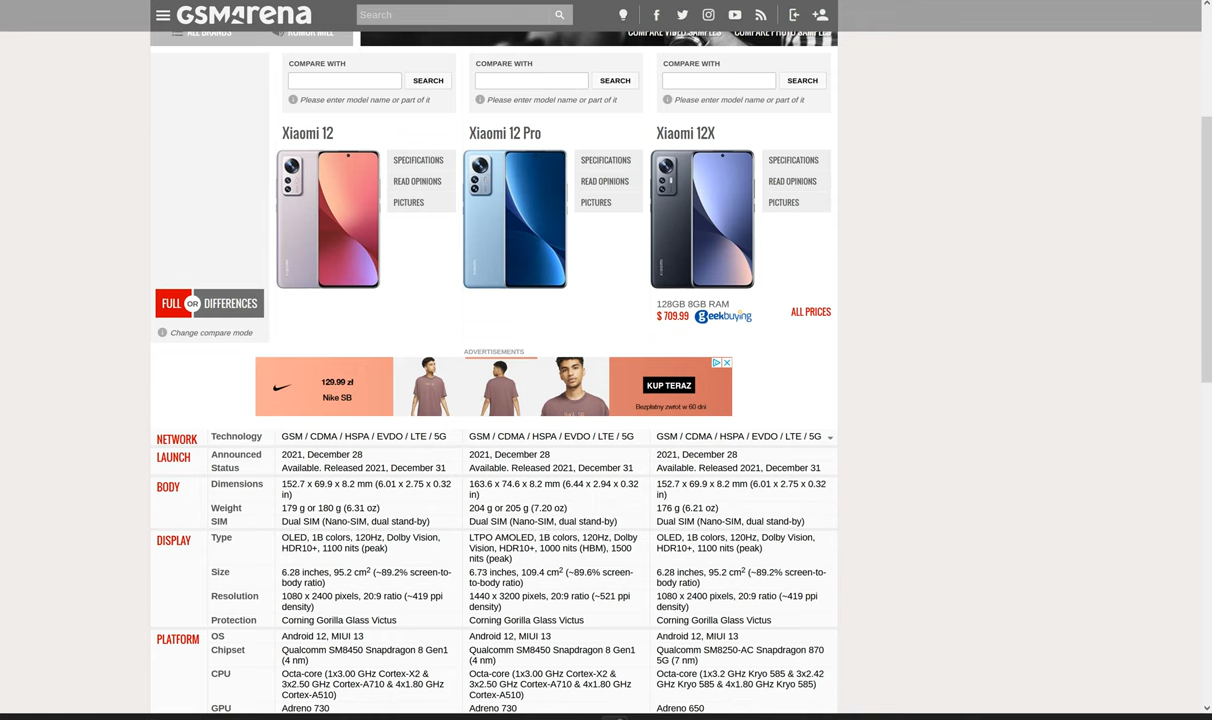 GSMArena
Search
ALL BRANDS
RUMOR MILL
COMPARE VIDEO SAMPLES
COMPARE PHOTO SAMPLES
COMPARE WITH
COMPARE WITH
COMPARE WITH
SEARCH
SEARCH
SEARCH
Please enter model name or part of it
Please enter model name or part of it
Please enter model name or part of it
Xiaomi 12
Xiaomi 12 Pro
Xiaomi 12X
SPECIFICATIONS
READ OPINIONS
PICTURES
SPECIFICATIONS
READ OPINIONS
PICTURES
SPECIFICATIONS
READ OPINIONS
PICTURES
FULL OR DIFFERENCES
Change compare mode
128GB 8GB RAM
$ 709.99 geekbuying
ALL PRICES
ADVERTISEMENTS
129.99 zł
Nike SB
KUP TERAZ
Bezpłatny zwrot w 60 dni
NETWORK Technology GSM / CDMA / HSPA / EVDO / LTE / 5G GSM / CDMA / HSPA / EVDO / LTE / 5G GSM / CDMA / HSPA / EVDO / LTE / 5G
LAUNCH Announced 2021, December 28 2021, December 28 2021, December 28
Status Available. Released 2021, December 31 Available. Released 2021, December 31 Available. Released 2021, December 31
BODY Dimensions 152.7 x 69.9 x 8.2 mm (6.01 x 2.75 x 0.32 163.6 x 74.6 x 8.2 mm (6.44 x 2.94 x 0.32 152.7 x 69.9 x 8.2 mm (6.01 x 2.75 x 0.32
in) in) in)
Weight 179 g or 180 g (6.31 oz) 204 g or 205 g (7.20 oz) 176 g (6.21 oz)
SIM Dual SIM (Nano-SIM, dual stand-by) Dual SIM (Nano-SIM, dual stand-by) Dual SIM (Nano-SIM, dual stand-by)
DISPLAY Type OLED, 1B colors, 120Hz, Dolby Vision, LTPO AMOLED, 1B colors, 120Hz, Dolby OLED, 1B colors, 120Hz, Dolby Vision,
HDR10+, 1100 nits (peak) Vision, HDR10+, 1000 nits (HBM), 1500 HDR10+, 1100 nits (peak)
nits (peak)
Size 6.28 inches, 95.2 cm2 (~89.2% screen-to- 6.73 inches, 109.4 cm2 (~89.6% screen- 6.28 inches, 95.2 cm2 (~89.2% screen-to-
body ratio) to-body ratio) body ratio)
Resolution 1080 x 2400 pixels, 20:9 ratio (~419 ppi 1440 x 3200 pixels, 20:9 ratio (~521 ppi 1080 x 2400 pixels, 20:9 ratio (~419 ppi
density) density) density)
Protection Corning Gorilla Glass Victus Corning Gorilla Glass Victus Corning Gorilla Glass Victus
PLATFORM OS Android 12, MIUI 13 Android 12, MIUI 13 Android 12, MIUI 13
Chipset Qualcomm SM8450 Snapdragon 8 Gen1 Qualcomm SM8450 Snapdragon 8 Gen1 Qualcomm SM8250-AC Snapdragon 870
(4 nm) (4 nm) 5G (7 nm)
CPU Octa-core (1x3.00 GHz Cortex-X2 & Octa-core (1x3.00 GHz Cortex-X2 & Octa-core (1x3.2 GHz Kryo 585 & 3x2.42
3x2.50 GHz Cortex-A710 & 4x1.80 GHz 3x2.50 GHz Cortex-A710 & 4x1.80 GHz GHz Kryo 585 & 4x1.80 GHz Kryo 585)
Cortex-A510) Cortex-A510)
GPU Adreno 730 Adreno 730 Adreno 650